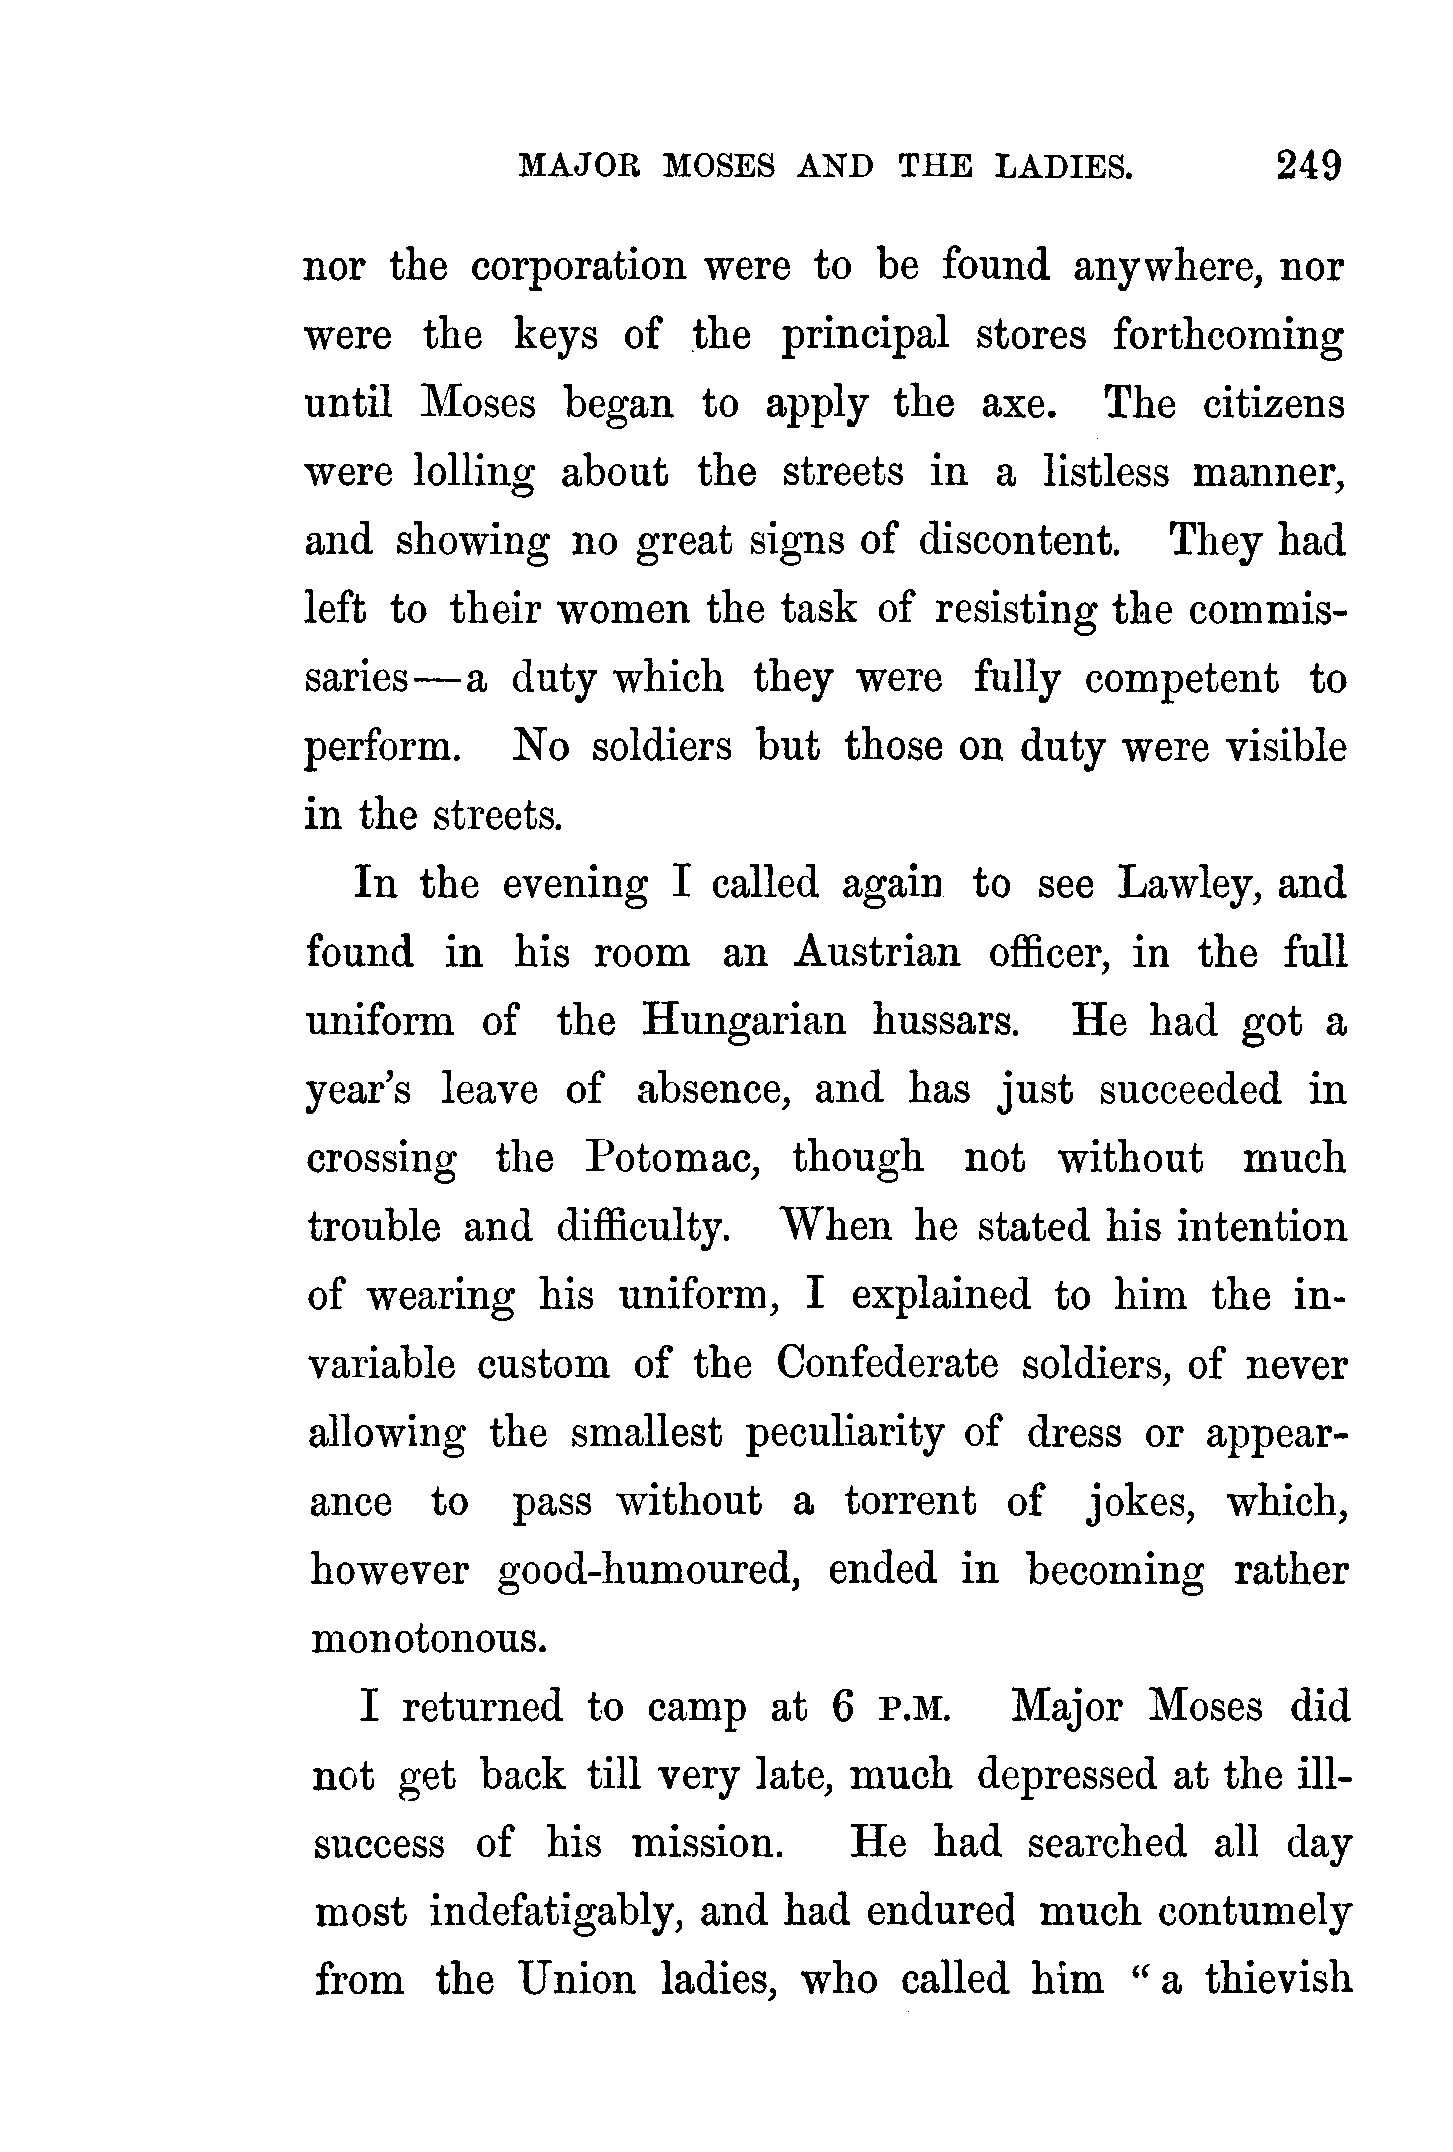 MAJOR MOSES AND THE LADIES. 249
nor the corporation were to be found anywhere, nor
were the keys of the principal stores forthcoming
until Moses began to apply the axe. The citizens
were lolling about the streets in a listless manner,
and showing no great signs of discontent. They had
left to their women the task of resisting the commis-
saries—a duty which they were fully competent to
perform. No soldiers but those on duty were visible
in the streets.
In the evening I called again to see Lawley, and
found in his room an Austrian officer, in the full
uniform of the Hungarian hussars. He had got a
year's leave of absence, and has just succeeded in
crossing the Potomac, though not without much
trouble and difficulty. When he stated his intention
of wearing his uniform, I explained to him the in-
variable custom of the Confederate soldiers, of never
allowing the smallest peculiarity of dress or appear-
ance to pass without a torrent of jokes, which,
however good-humoured, ended in becoming rather
monotonous.
I returned to camp at 6 P.M. Major Moses did
not get back till very late, much depressed at the ill-
success of his mission. He had searched all day
most indefatigably, and had endured much contumely
from the Union ladies, who called him “a thievish